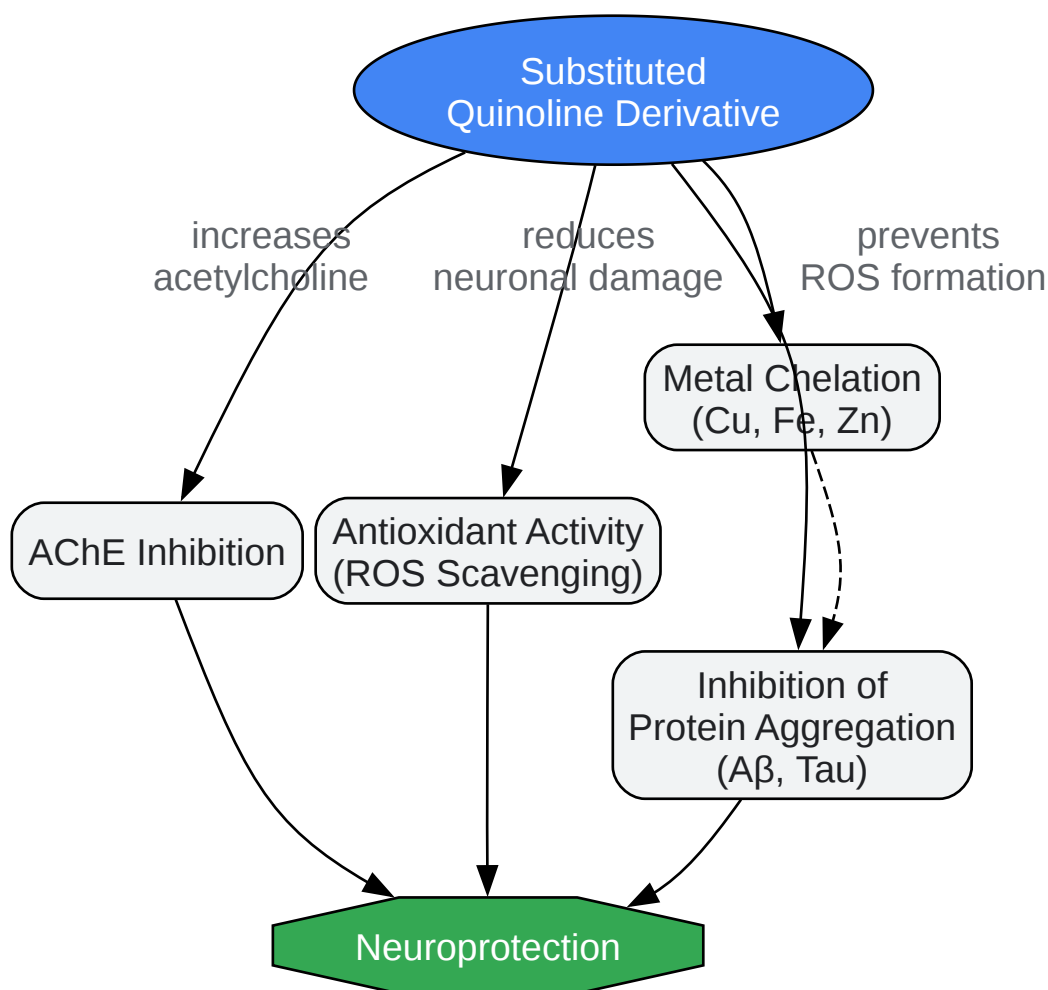 Substituted
Quinoline Derivative
increases
acetylcholine
reduces
neuronal damage
prevents
ROS formation
Metal Chelation
(Cu, Fe, Zn)
AChE Inhibition
Antioxidant Activity
(ROS Scavenging)
Inhibition of
Protein Aggregation
(Aβ, Tau)
Neuroprotection